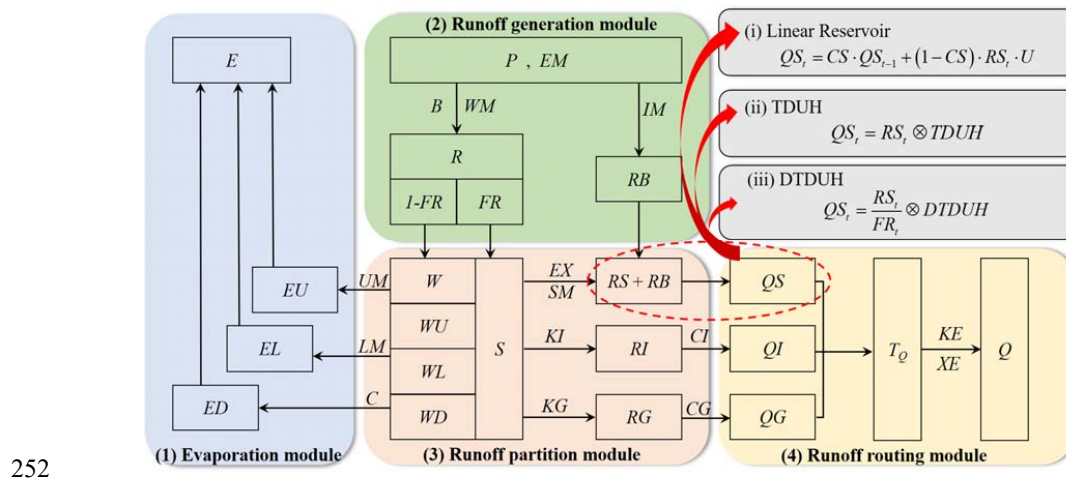 (2) Runoff generation module
(i) Linear Reservoir
QS_t = CS · QS_{t-1} + (1 - CS) · RS_t · U
(ii) TDUH
QS_t = RS_t ⊗ TDUH
(iii) DTDUH
QS_t = RS_t / FR_t ⊗ DTDUH
E
P , EM
B WM
IM
R
1-FR FR
RB
EU
EL
ED
UM
LM
C
W
WU
WL
WD
S
EX
SM
KI
KG
RS + RB
RI
RG
CI
CG
QS
QI
QG
T_Q
KE
XE
Q
(1) Evaporation module
(3) Runoff partition module
(4) Runoff routing module
252